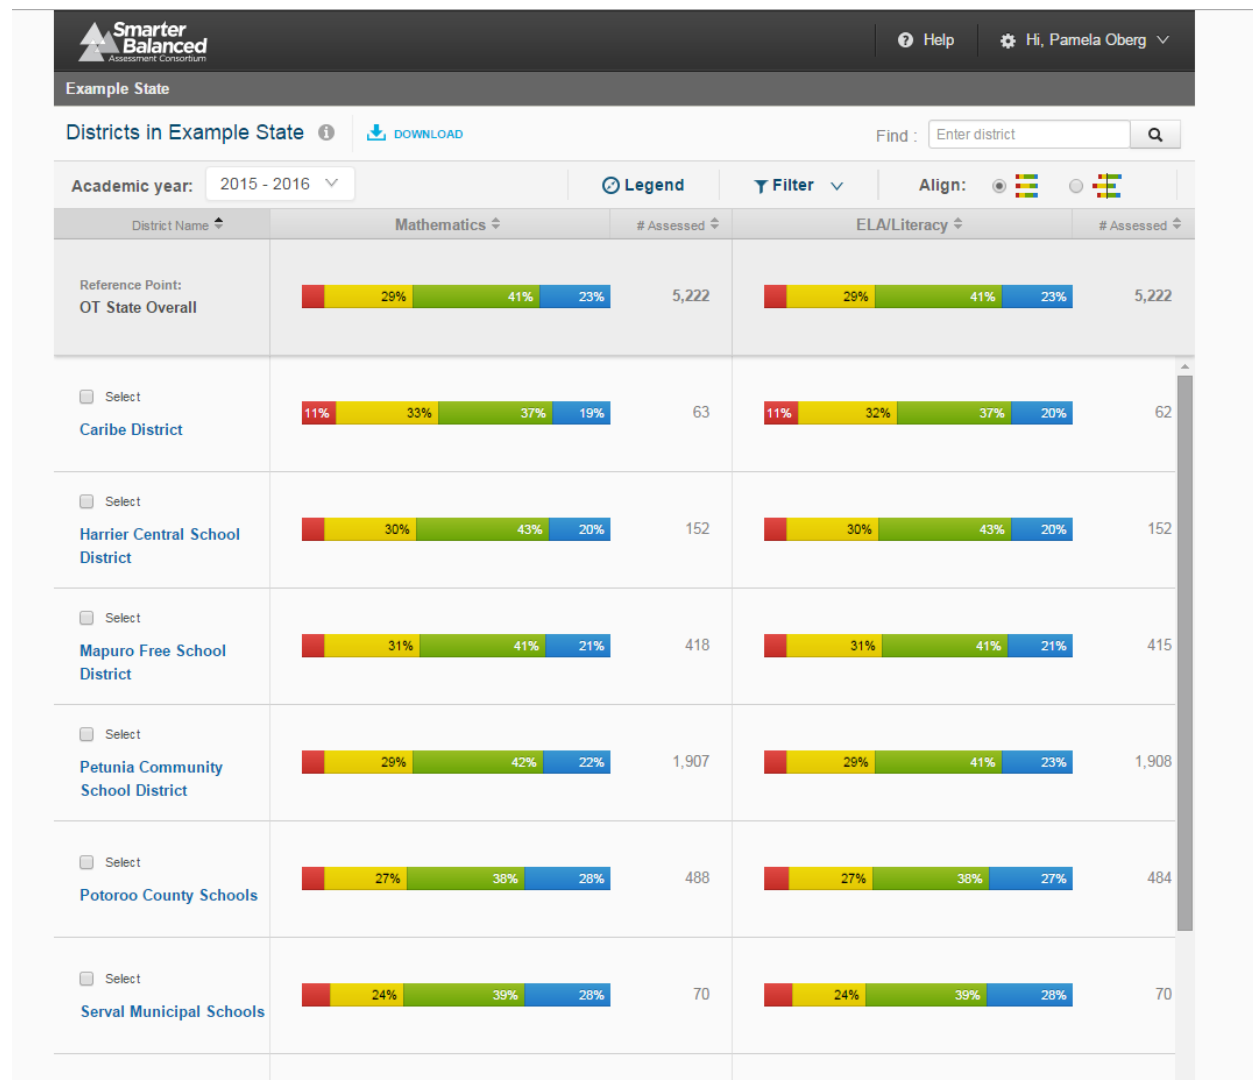 Smarter
Balanced
Assessment Consortium
Help
Hi, Pamela Oberg
Example State
Districts in Example State
DOWNLOAD
Find :
Enter district
Academic year:
2015 - 2016
Legend
Filter
Align:
District Name
Mathematics
# Assessed
ELA/Literacy
# Assessed
Reference Point:
OT State Overall
29% 41% 23% 5,222 29% 41% 23% 5,222
Select
Caribe District
11% 33% 37% 19% 63 11% 32% 37% 20% 62
Select
Harrier Central School
District
30% 43% 20% 152 30% 43% 20% 152
Select
Mapuro Free School
District
31% 41% 21% 418 31% 41% 21% 415
Select
Petunia Community
School District
29% 42% 22% 1,907 29% 41% 23% 1,908
Select
Potoroo County Schools
27% 38% 28% 488 27% 38% 27% 484
Select
Serval Municipal Schools
24% 39% 28% 70 24% 39% 28% 70